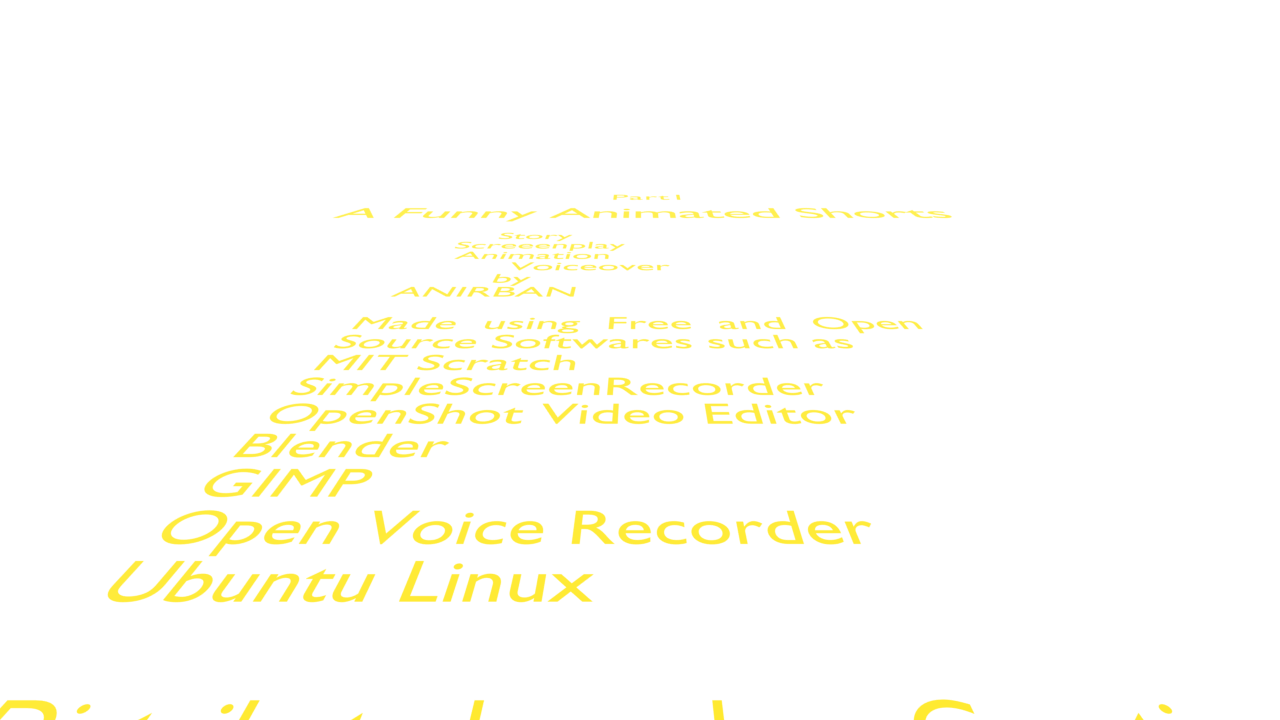 Part1
A Funny Animated Shorts
Story
Screeenplay
Animation
Voiceover
by
ANIRBAN
Made using Free and Open
Source Softwares such as
MIT Scratch
SimpleScreenRecorder
OpenShot Video Editor
Blender
GIMP
Open Voice Recorder
Ubuntu Linux